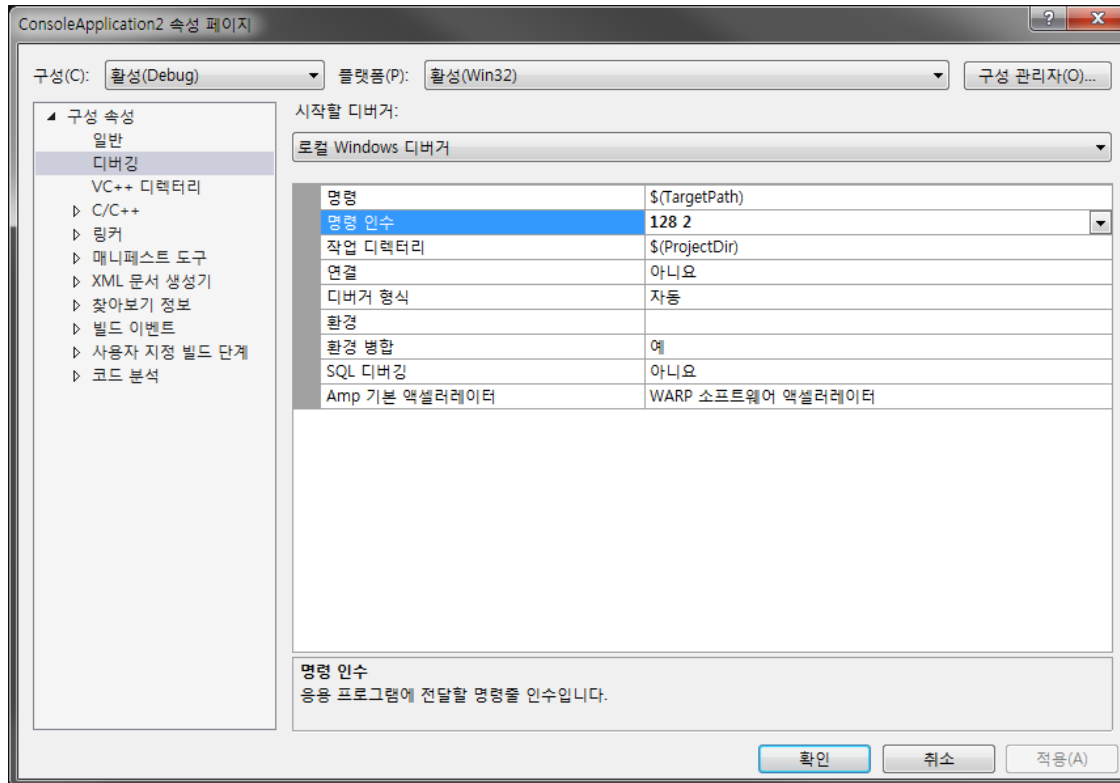 ConsoleApplication2 속성 페이지
구성(C): 활성(Debug) 플랫폼(P): 활성(Win32) 구성 관리자(O)...
구성 속성
일반
디버깅
VC++ 디렉터리
C/C++
링커
매니페스트 도구
XML 문서 생성기
찾아보기 정보
빌드 이벤트
사용자 지정 빌드 단계
코드 분석
시작할 디버거:
로컬 Windows 디버거
명령 $(TargetPath)
명령 인수 128 2
작업 디렉터리 $(ProjectDir)
연결 아니요
디버거 형식 자동
환경
환경 병합 예
SQL 디버깅 아니요
Amp 기본 액셀러레이터 WARP 소프트웨어 액셀러레이터
명령 인수
응용 프로그램에 전달할 명령줄 인수입니다.
확인 취소 적용(A)